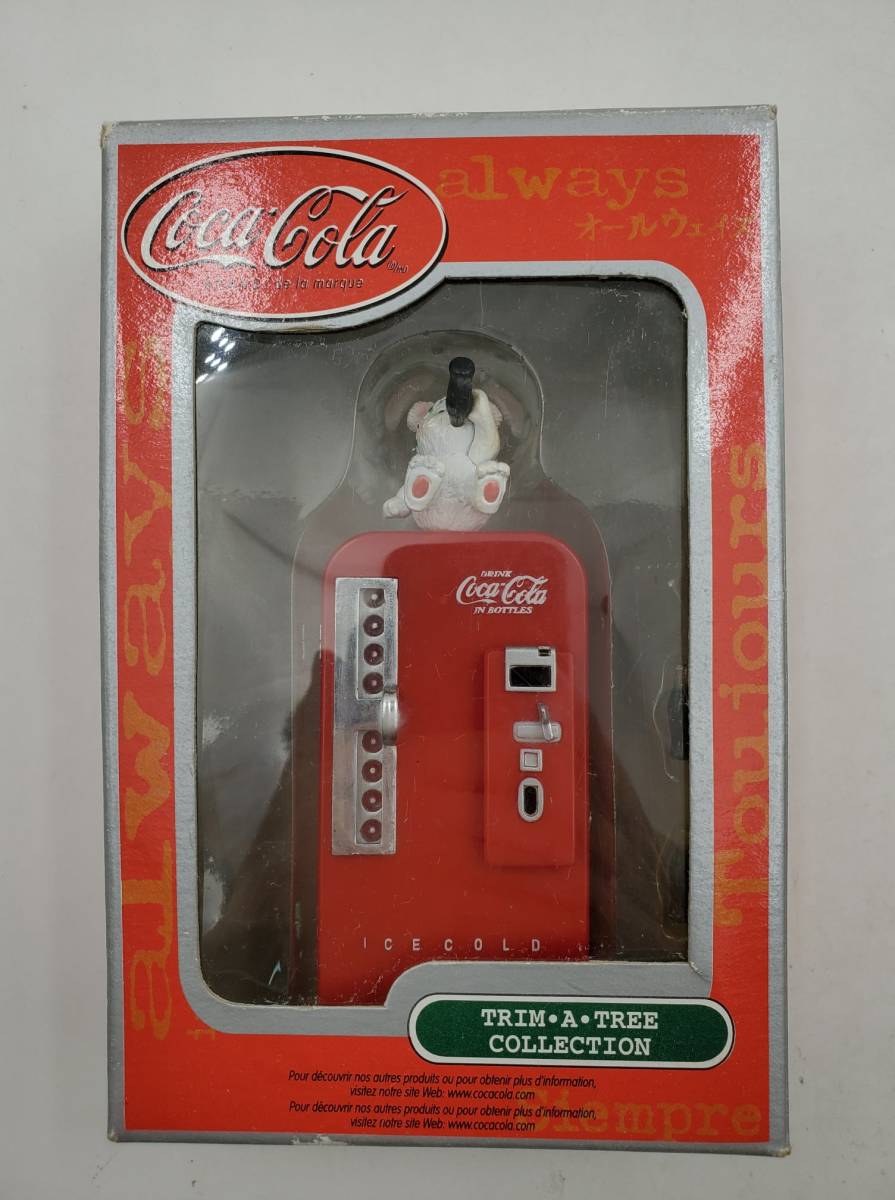 always
オールウェイズ
Coca-Cola
de la marque
always
DRINK
Coca-Cola
IN BOTTLES
Toujours
ICE COLD
TRIM•A•TREE
COLLECTION
Pour découvrir nos autres produits ou pour obtenir plus d'information,
visitez notre site Web: www.cocacola.com
Pour découvrir nos autres produits ou pour obtenir plus d'information,
visitez notre site Web: www.cocacola.com
Siempre